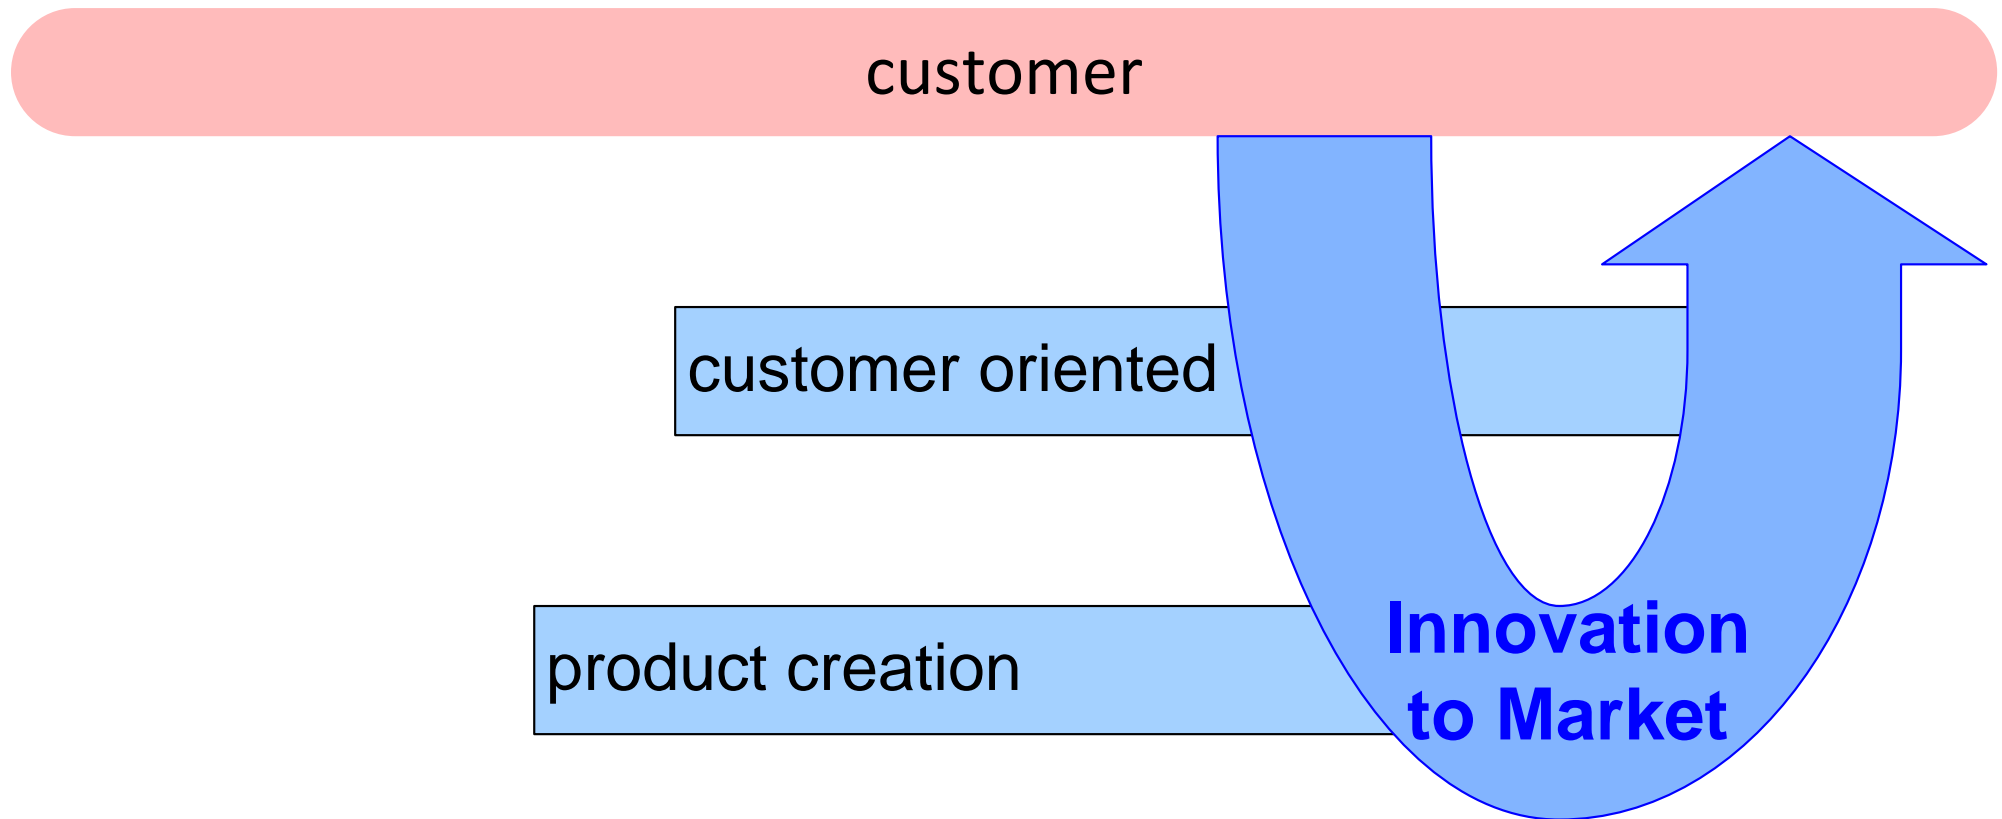 customer
customer oriented
product creation
Innovation
to Market